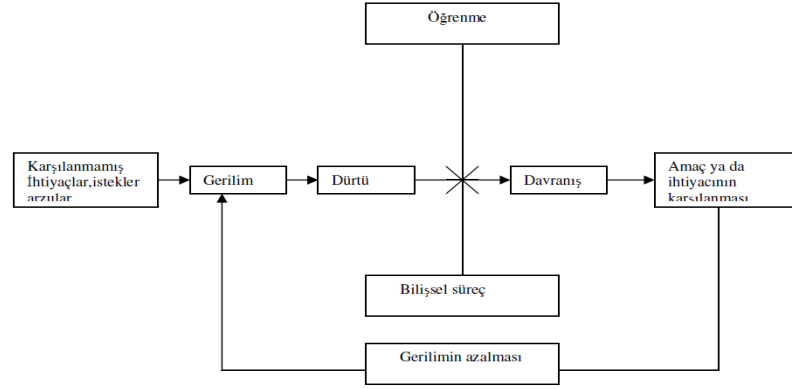 Öğrenme
Karşılanmamış
İhtiyaçlar,istekler
arzular
Gerilim
Dürtü
Davranış
Amaç ya da
ihtiyacının
karşılanması
Bilişsel süreç
Gerilimin azalması